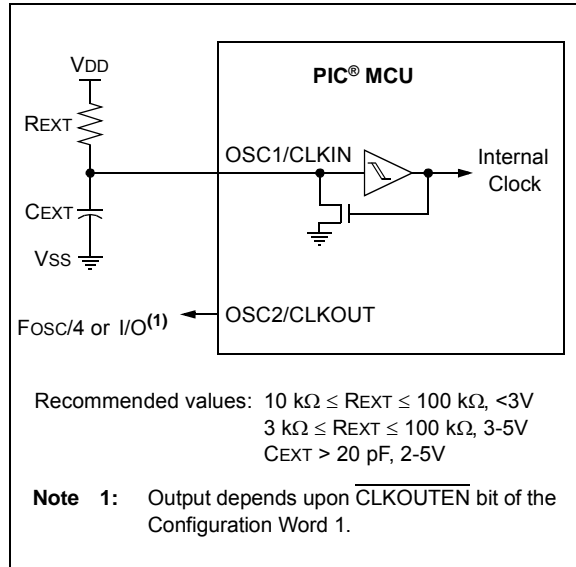 VDD
PIC® MCU
REXT
OSC1/CLKIN
Internal
Clock
CEXT
VSS
OSC2/CLKOUT
FOSC/4 or I/O(1)
Recommended values: 10 kΩ ≤ REXT ≤ 100 kΩ, <3V
3 kΩ ≤ REXT ≤ 100 kΩ, 3-5V
CEXT > 20 pF, 2-5V
Note 1: Output depends upon CLKOUTEN bit of the
Configuration Word 1.